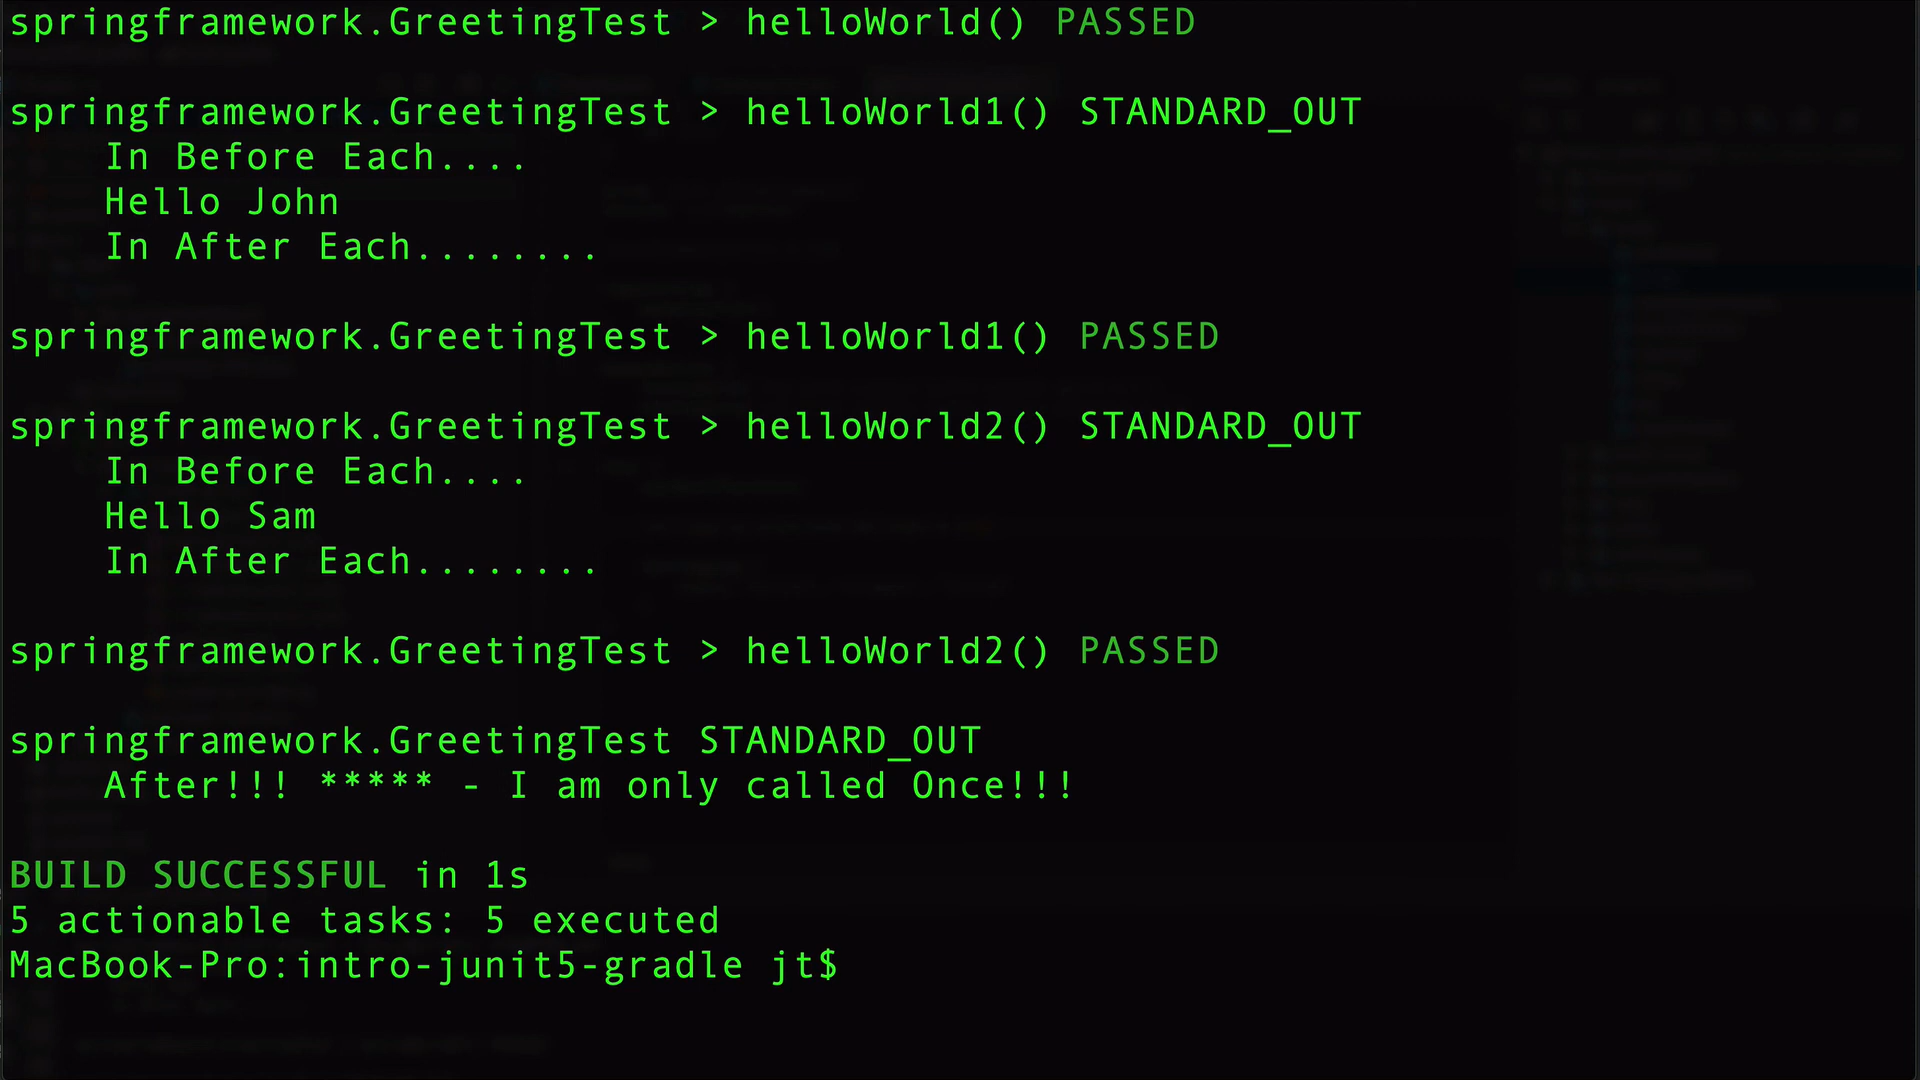 springframework.GreetingTest > helloWorld() PASSED
springframework.GreetingTest > helloWorld1() STANDARD_OUT
In Before Each....
Hello John
In After Each........
springframework.GreetingTest > helloWorld1() PASSED
springframework.GreetingTest > helloWorld2() STANDARD_OUT
In Before Each....
Hello Sam
In After Each........
springframework.GreetingTest > helloWorld2() PASSED
springframework.GreetingTest STANDARD_OUT
After!!! ***** - I am only called Once!!!
BUILD SUCCESSFUL in 1s
5 actionable tasks: 5 executed
MacBook-Pro:intro-junit5-gradle jt$